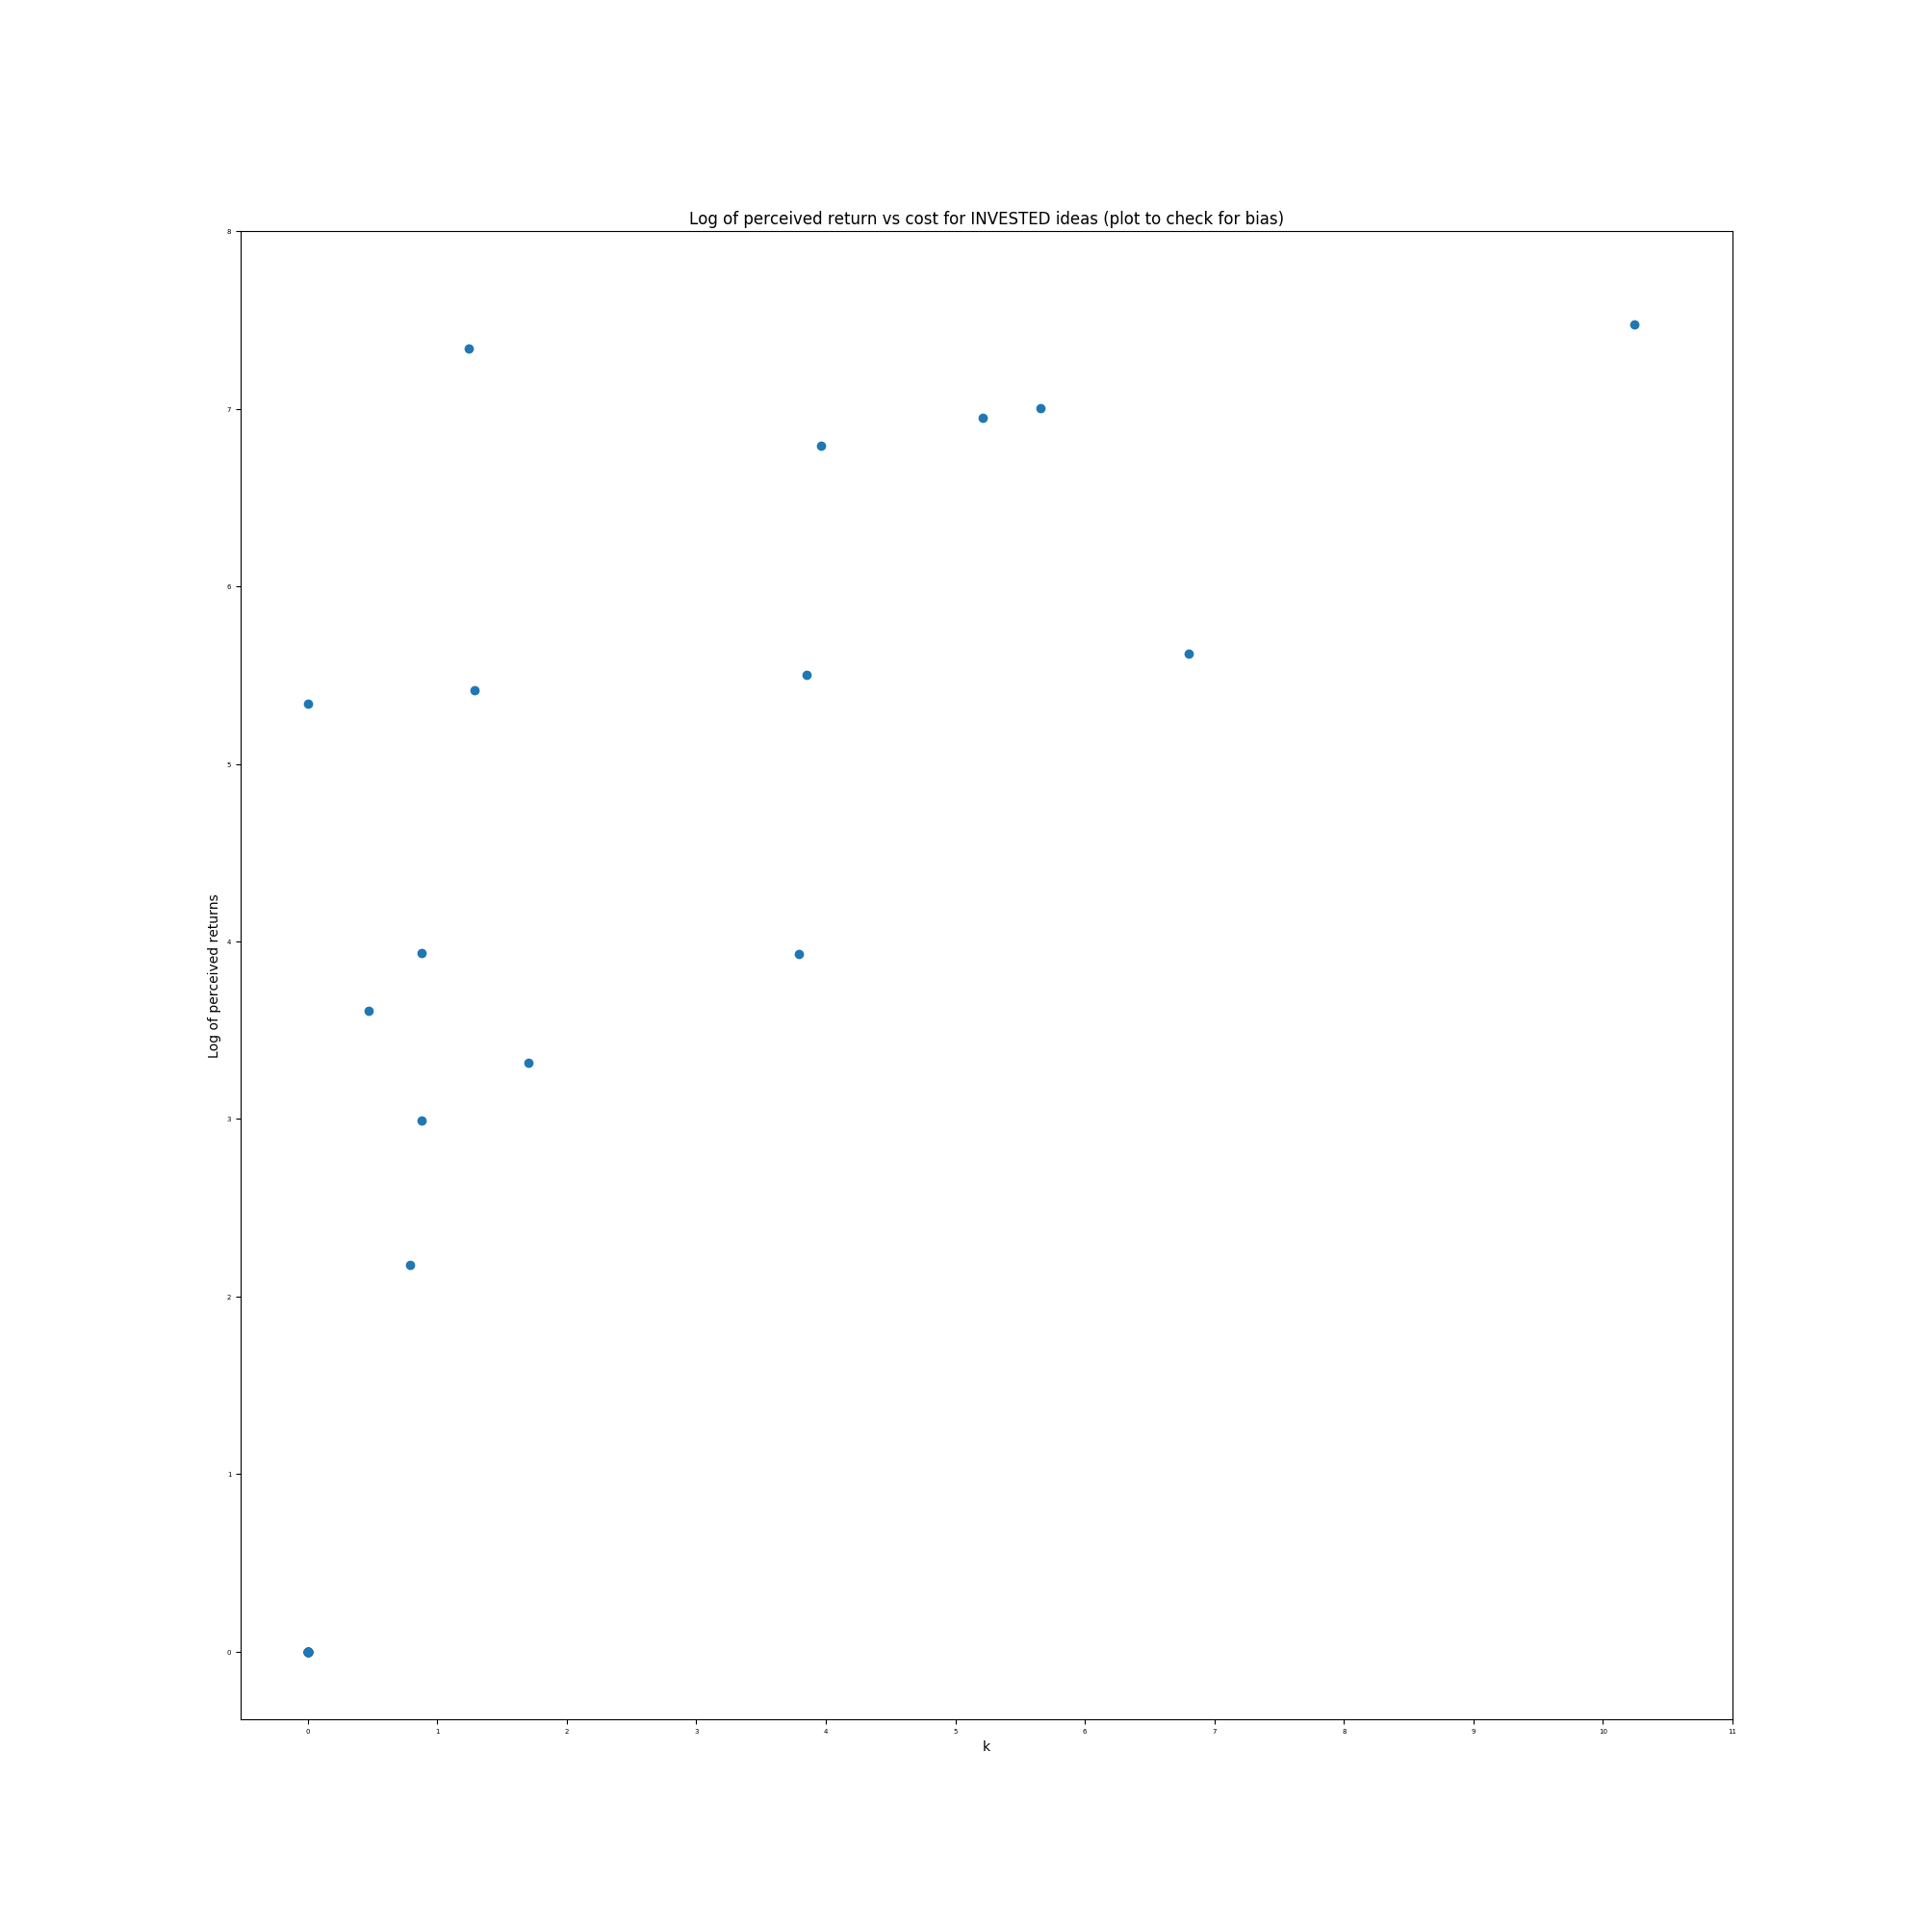 Log of perceived return vs cost for INVESTED ideas (plot to check for bias)
8
7
6
5
4
3
2
1
0
Log of perceived returns
0 1 2 3 4 5 6 7 8 9 10 11
k